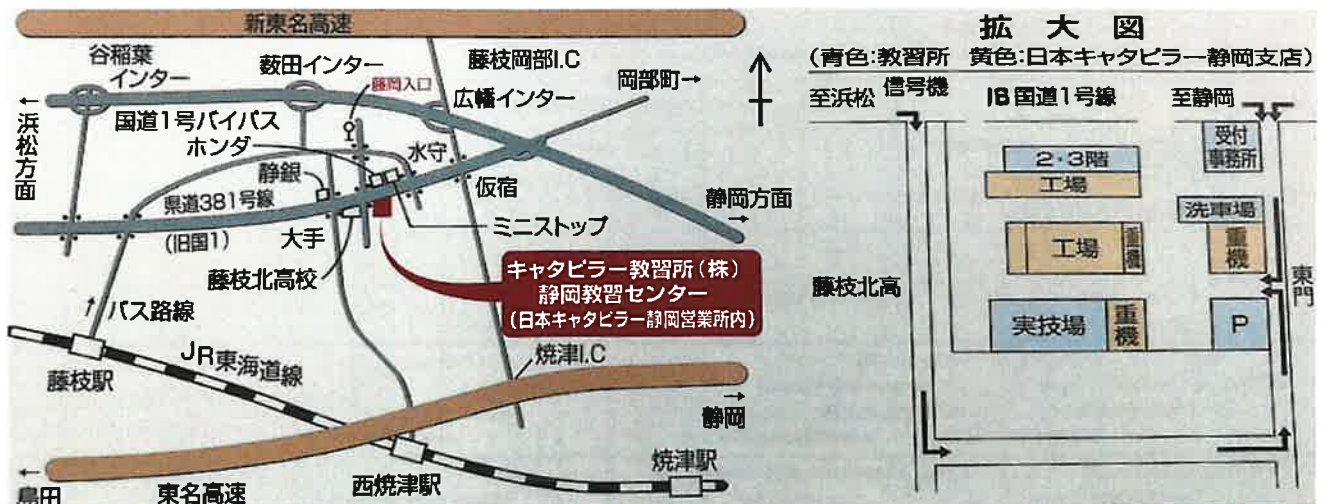 新東名高速
谷稲葉
インター
薮田インター
藤岡入口
藤枝岡部I.C
岡部町→
広幡インター
←浜松方面
国道1号バイパス
ホンダ
水守
静銀
仮宿
県道381号線
(旧国1)
大手
ミニストップ
静岡方面
→
藤枝北高校
キャタピラー教習所(株)
静岡教習センター
(日本キャタピラー静岡営業所内)
バス路線
JR東海道線
藤枝駅
焼津I.C
→
静岡
←
島田
東名高速
西焼津駅
焼津駅
拡大図
(青色:教習所 黄色:日本キャタピラー静岡支店)
至浜松
信号機
旧国道1号線
至静岡
受付
事務所
2・3階
工場
洗車場
工場
重機
重機
藤枝北高
東門
実技場
重機
P